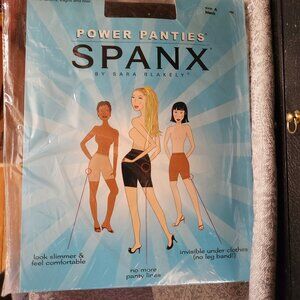 POWER PANTIES
SPANX®
BY SARA BLAKELY®
look slimmer &
feel comfortable
no more
panty lines
invisible under clothes
(no leg band!)